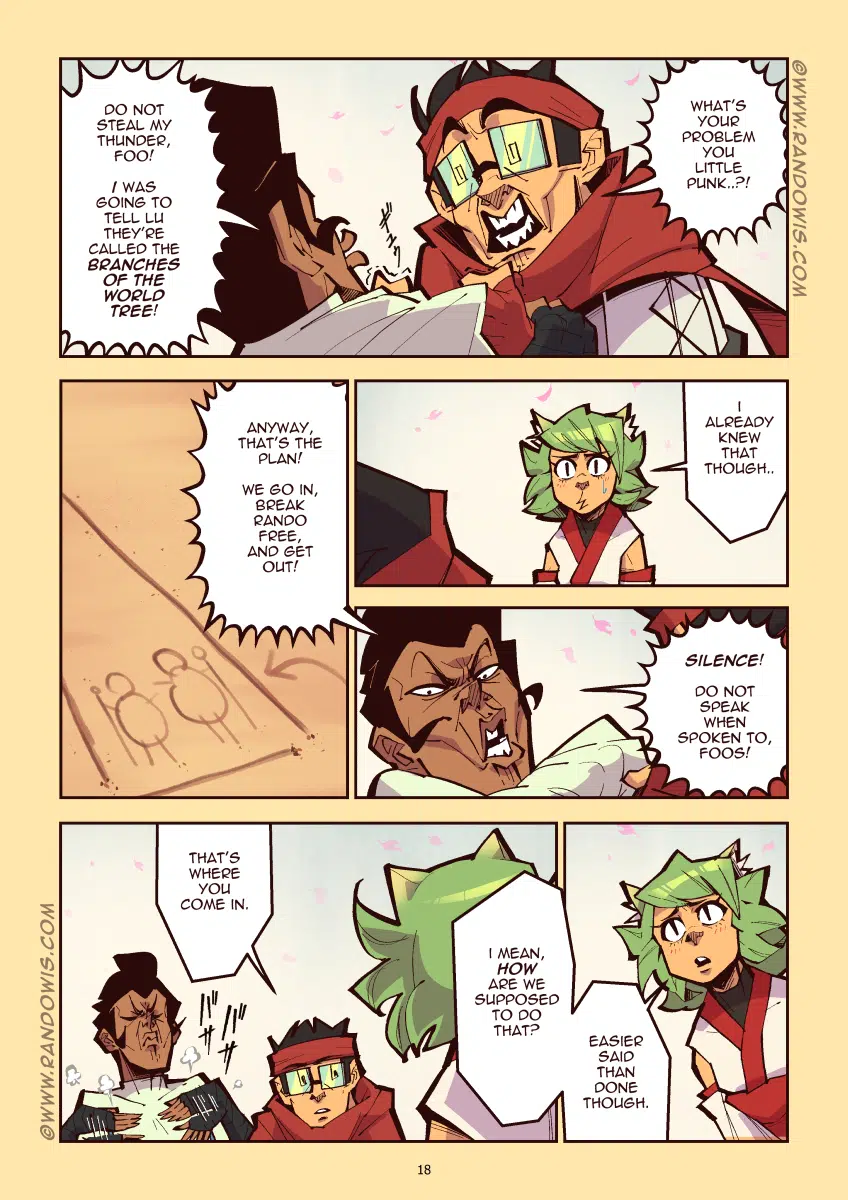 ©WWW.RANDOWIS.COM
WHAT'S
YOUR
PROBLEM
YOU
LITTLE
PUNK..?!
ギュウ
DO NOT
STEAL MY
THUNDER,
FOO!
I WAS
GOING TO
TELL LU
THEY'RE
CALLED THE
BRANCHES
OF THE
WORLD
TREE!
I
ALREADY
KNEW
THAT
THOUGH..
SILENCE!
DO NOT
SPEAK
WHEN
SPOKEN TO,
FOOS!
ANYWAY,
THAT'S THE
PLAN!
WE GO IN,
BREAK
RANDO
FREE,
AND GET
OUT!
EASIER
SAID
THAN
DONE
THOUGH.
I MEAN,
HOW
ARE WE
SUPPOSED
TO DO
THAT?
THAT'S
WHERE
YOU
COME IN.
©WWW.RANDOWIS.COM
18